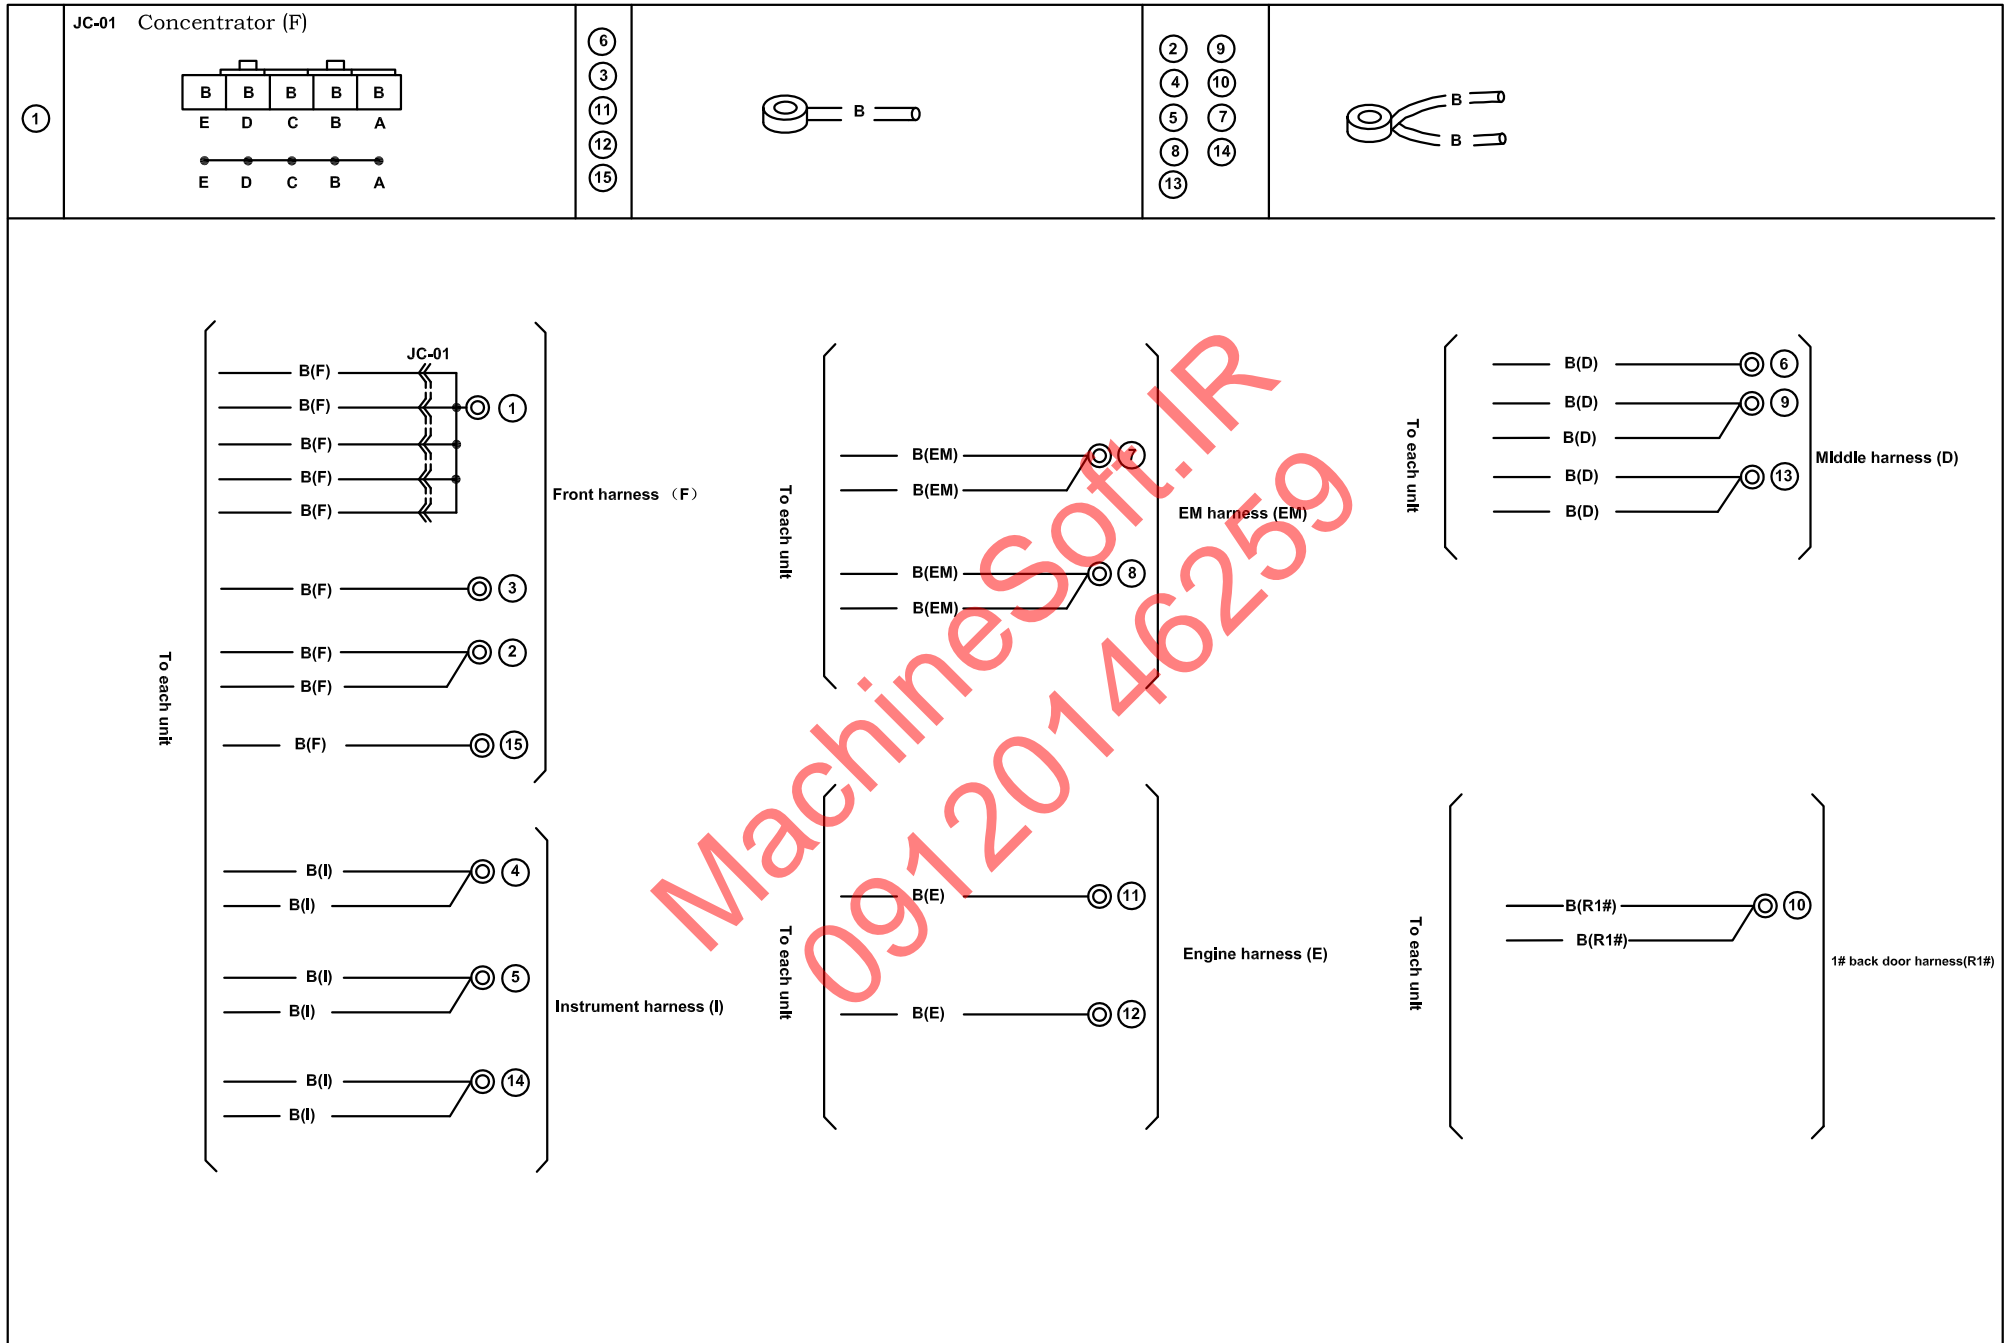 JC-01 Concentrator (F)
1
B B B B B
E D C B A
E D C B A
6
3
11
12
15
B
2 9
4 10
5 7
8 14
13
B
B
To each unit
JC-01
B(F)
B(F)
1
B(F)
B(F)
B(F)
B(F)
3
B(F)
2
B(F)
B(F)
15
Front harness （F）
B(I)
4
B(I)
B(I)
5
B(I)
B(I)
14
B(I)
Instrument harness (I)
To each unit
B(EM)
7
B(EM)
B(EM)
8
B(EM)
EM harness (EM)
To each unit
B(E)
11
B(E)
12
Engine harness (E)
To each unit
B(D)
6
B(D)
9
B(D)
B(D)
13
B(D)
MIddle harness (D)
To each unit
B(R1#)
10
B(R1#)
1# back door harness(R1#)
MachineSoft.IR
09120146259